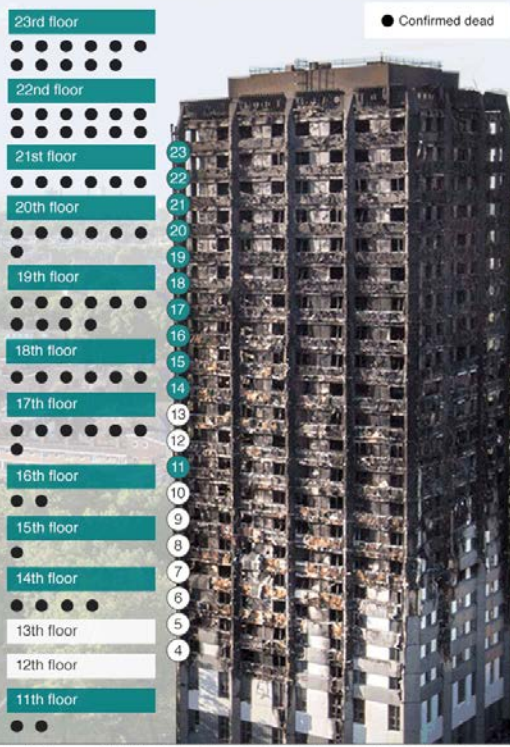 Confirmed dead
23rd floor
22nd floor
21st floor
20th floor
19th floor
18th floor
17th floor
16th floor
15th floor
14th floor
13th floor
12th floor
11th floor
23
22
21
20
19
18
17
16
15
14
13
12
11
10
9
8
7
6
5
4